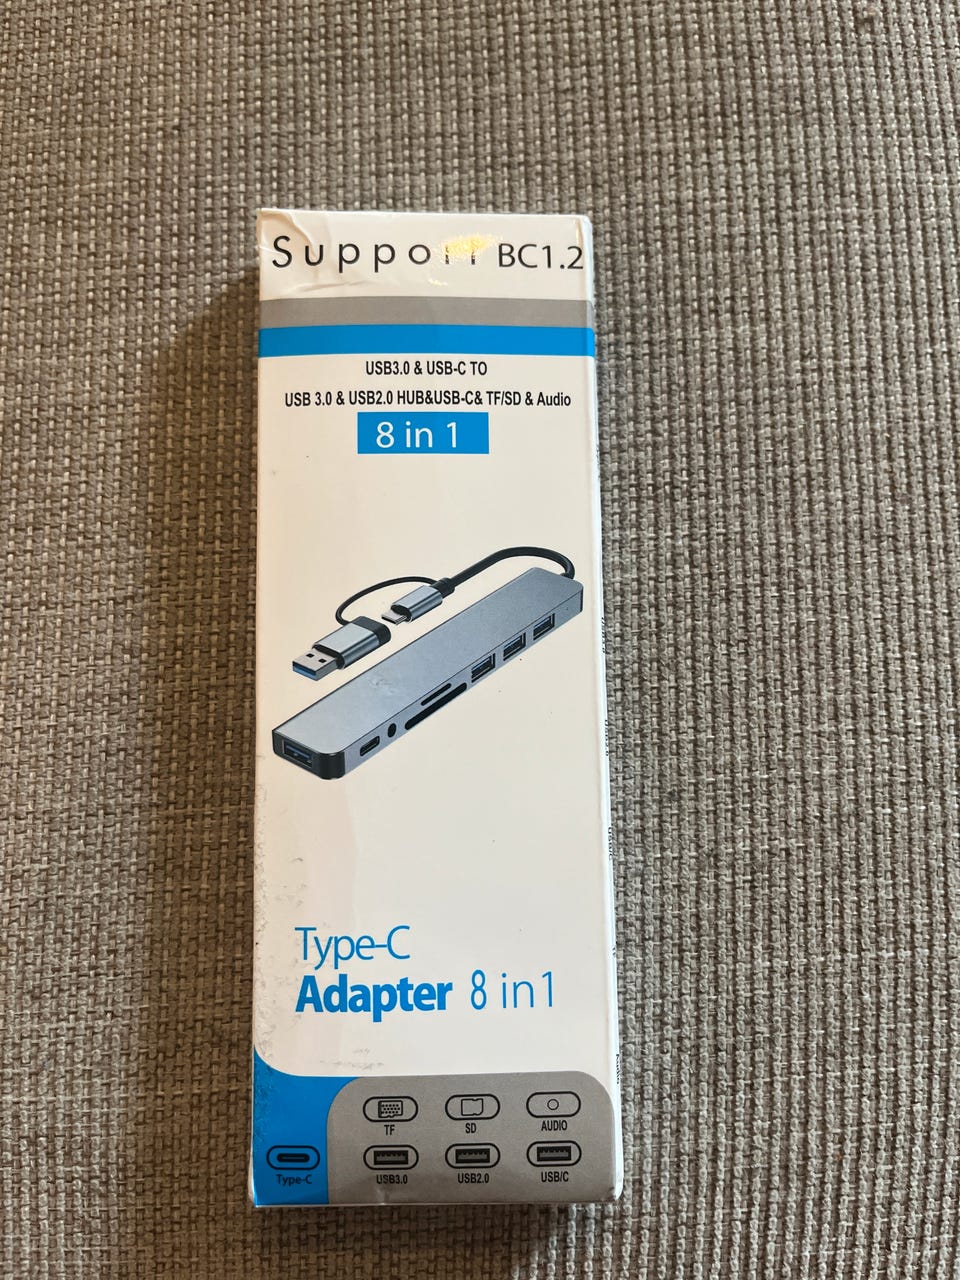 Support BC1.2
USB3.0 & USB-C TO
USB 3.0 & USB2.0 HUB&USB-C& TF/SD & Audio
8 in 1
Type-C
Adapter 8 in1
TF SD AUDIO
Type-C USB3.0 USB2.0 USB/C